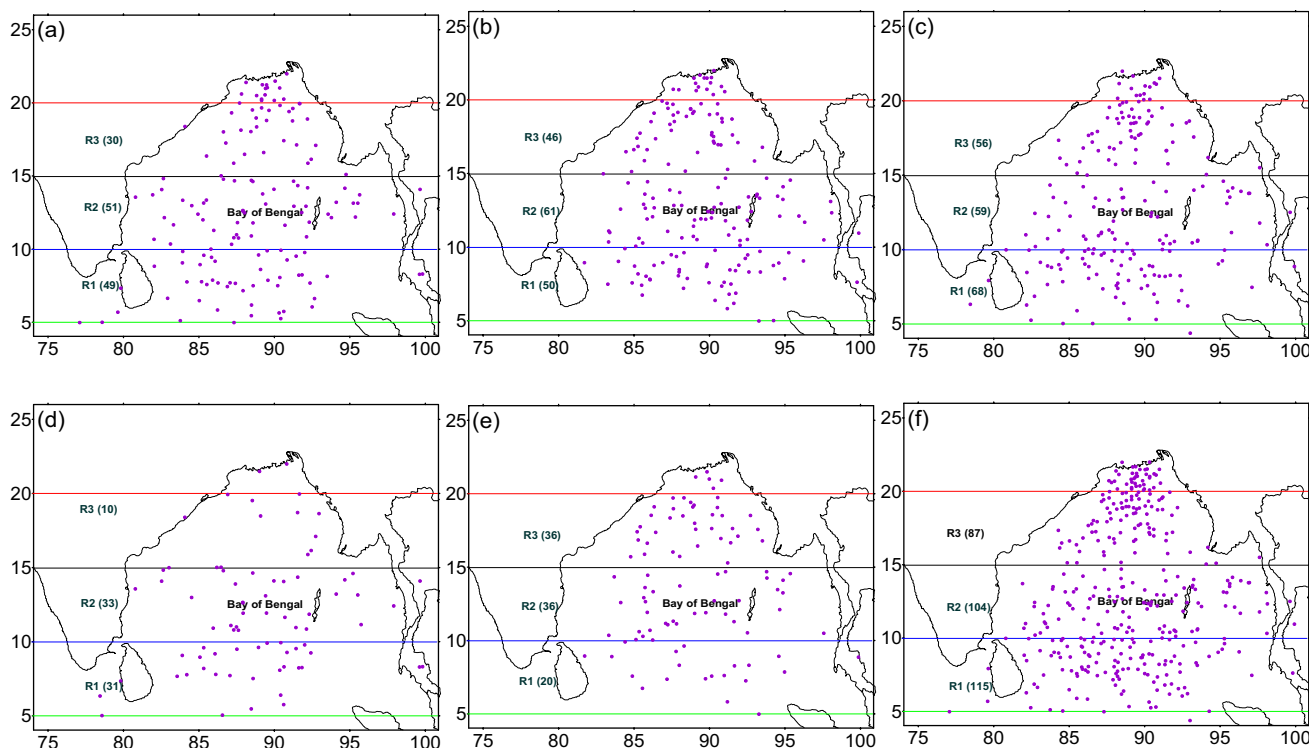 (a)
25
20
15
10
5
R3 (30)
R2 (51)
Bay of Bengal
R1 (49)
75 80 85 90 95 100
(b)
25
20
15
10
5
R3 (46)
R2 (61)
Bay of Bengal
R1 (50)
75 80 85 90 95 100
(c)
25
20
15
10
5
R3 (56)
R2 (59)
Bay of Bengal
R1 (68)
75 80 85 90 95 100
(d)
25
20
15
10
5
R3 (10)
R2 (33)
Bay of Bengal
R1 (31)
75 80 85 90 95 100
(e)
25
20
15
10
5
R3 (36)
R2 (36)
Bay of Bengal
R1 (20)
75 80 85 90 95 100
(f)
25
20
15
10
5
R3 (87)
R2 (104)
Bay of Bengal
R1 (115)
75 80 85 90 95 100